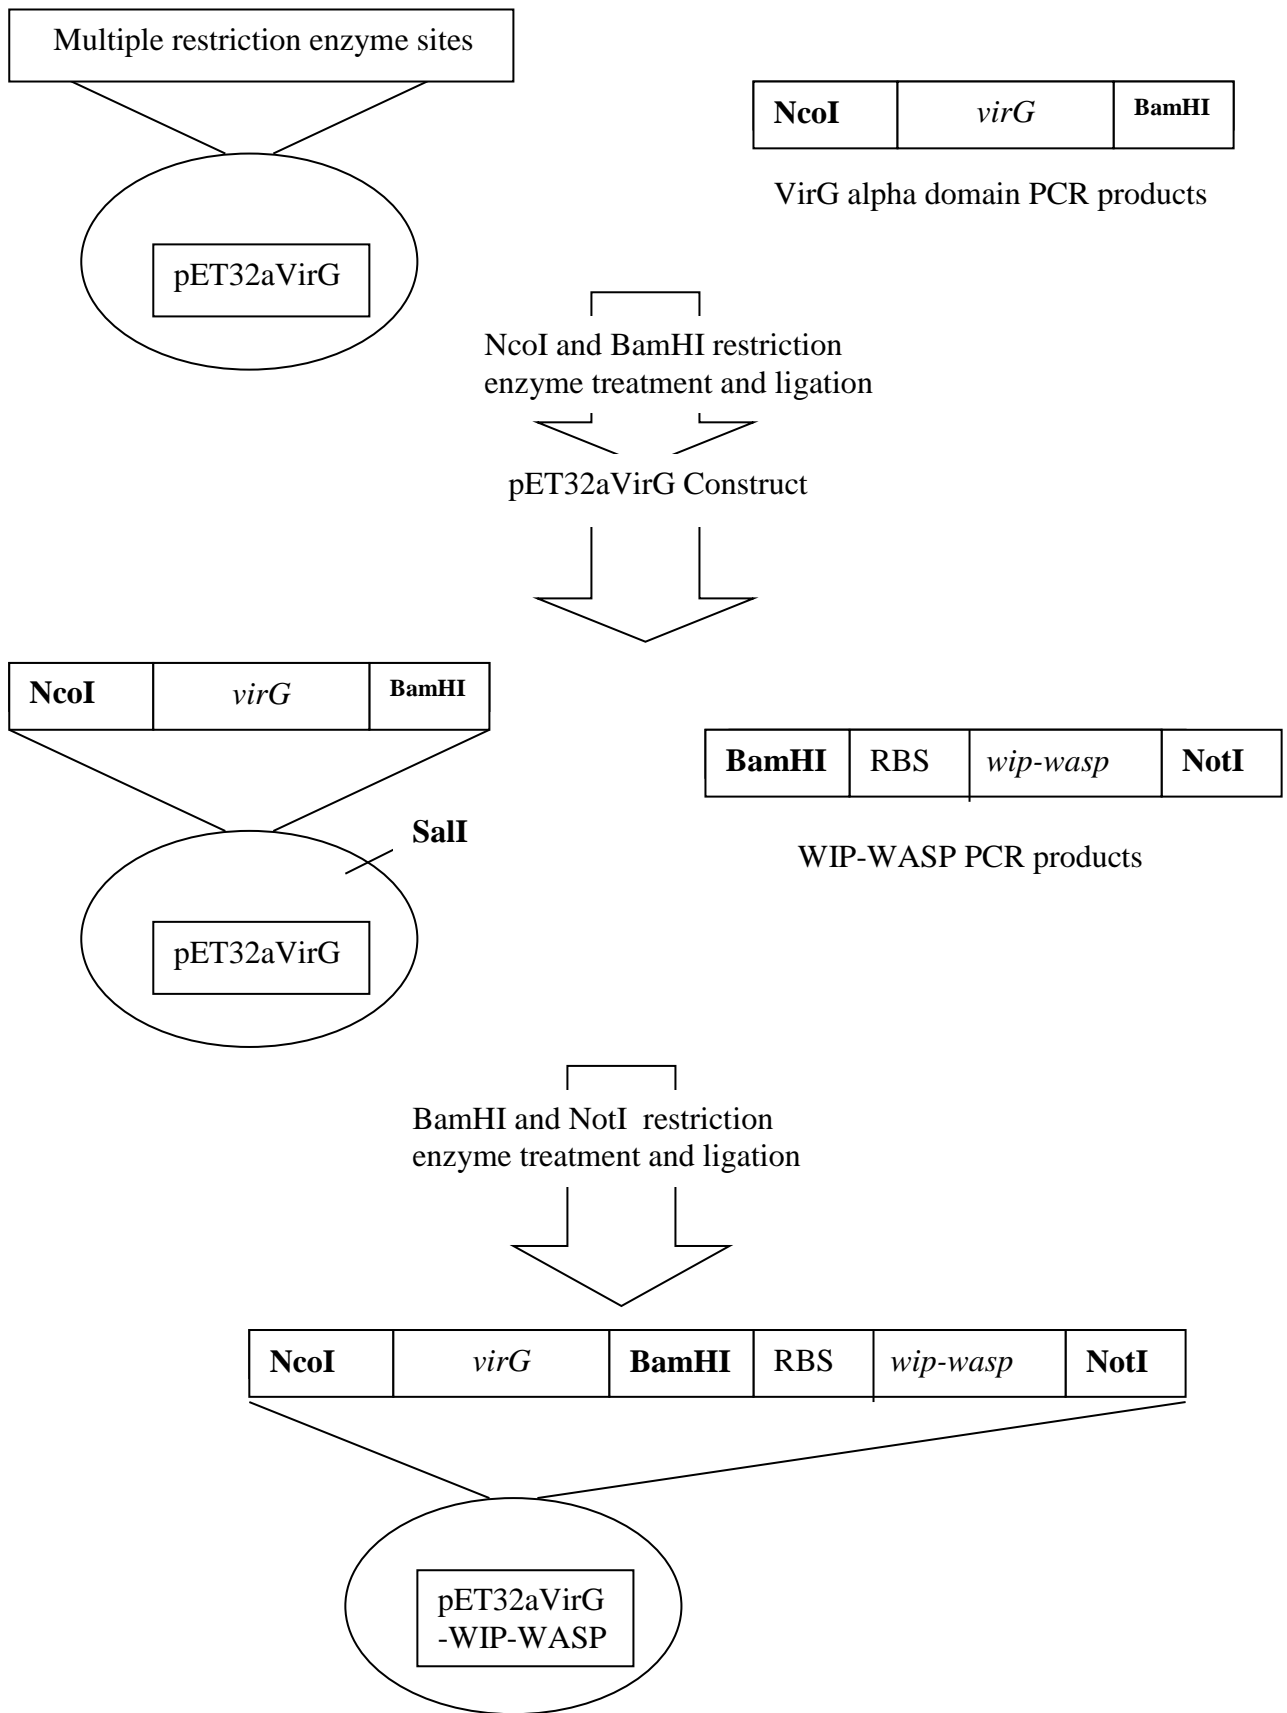 Multiple restriction enzyme sites
NcoI virG BamHI
VirG alpha domain PCR products
pET32aVirG
NcoI and BamHI restriction
enzyme treatment and ligation
pET32aVirG Construct
NcoI virG BamHI
BamHI RBS wip-wasp NotI
SalI
WIP-WASP PCR products
pET32aVirG
BamHI and NotI restriction
enzyme treatment and ligation
NcoI virG BamHI RBS wip-wasp NotI
pET32aVirG
-WIP-WASP